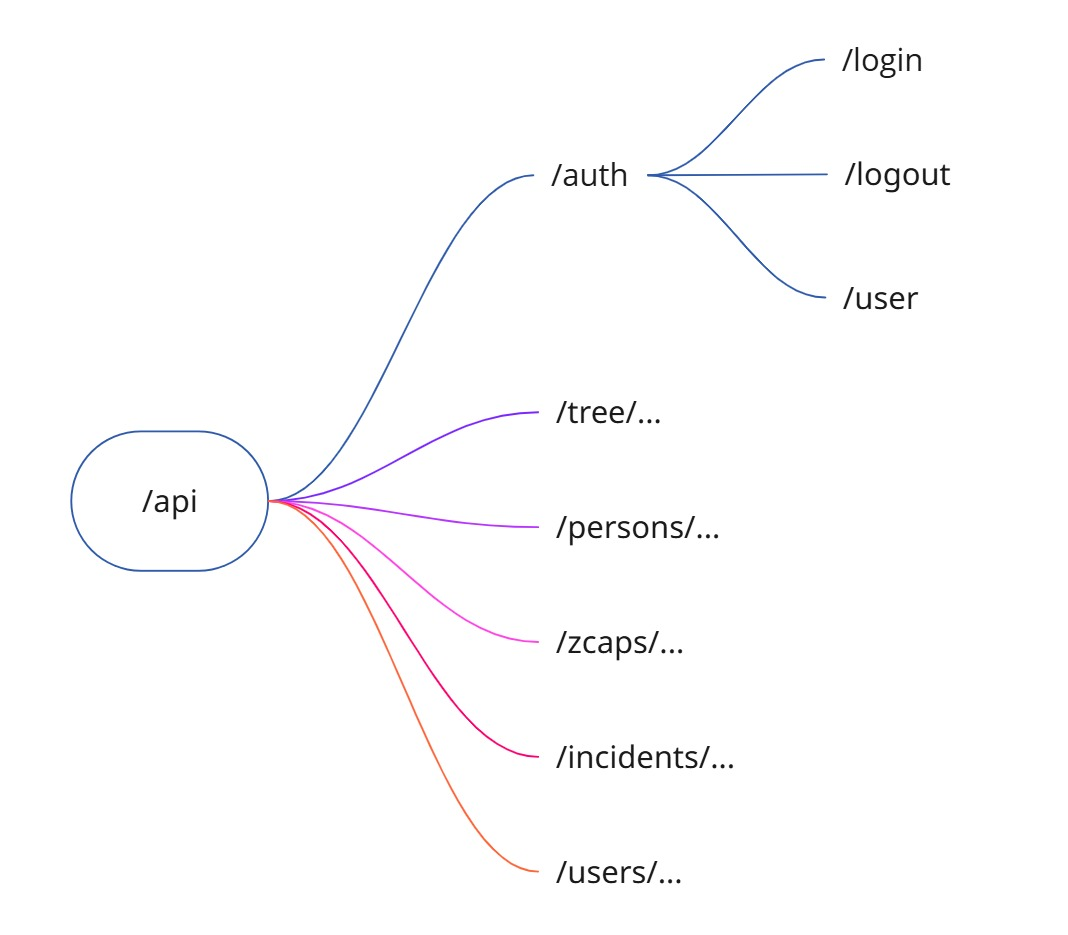 /api
/auth
/login
/logout
/user
/tree/...
/persons/...
/zcaps/...
/incidents/...
/users/...